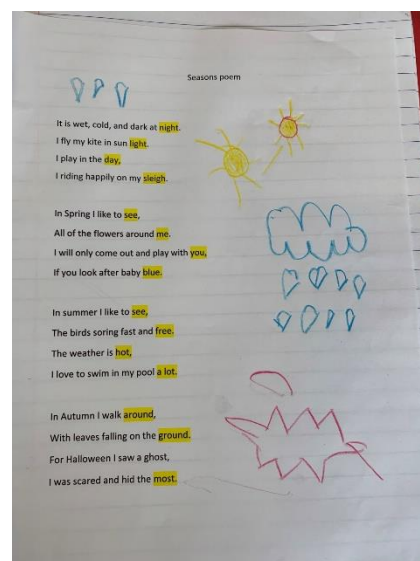 Seasons poem
It is wet, cold, and dark at night.
I fly my kite in sun light.
I play in the day,
I riding happily on my sleigh.
In Spring I like to see,
All of the flowers around me.
I will only come out and play with you,
If you look after baby blue.
In summer I like to see,
The birds soring fast and free.
The weather is hot,
I love to swim in my pool a lot.
In Autumn I walk around,
With leaves falling on the ground.
For Halloween I saw a ghost,
I was scared and hid the most.